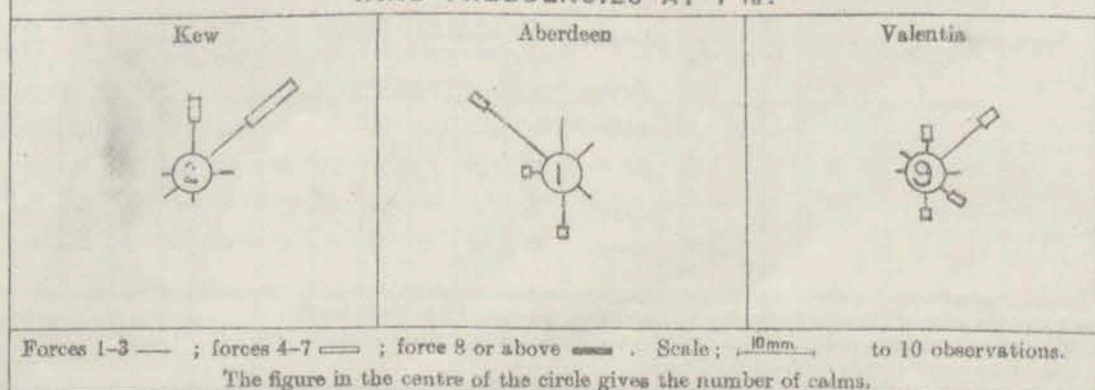 Kew
Aberdeen
Valentia
1
9
Forces 1-3 — ; forces 4-7 ; force 8 or above . Scale; 10mm. to 10 observations.
The figure in the centre of the circle gives the number of calms.